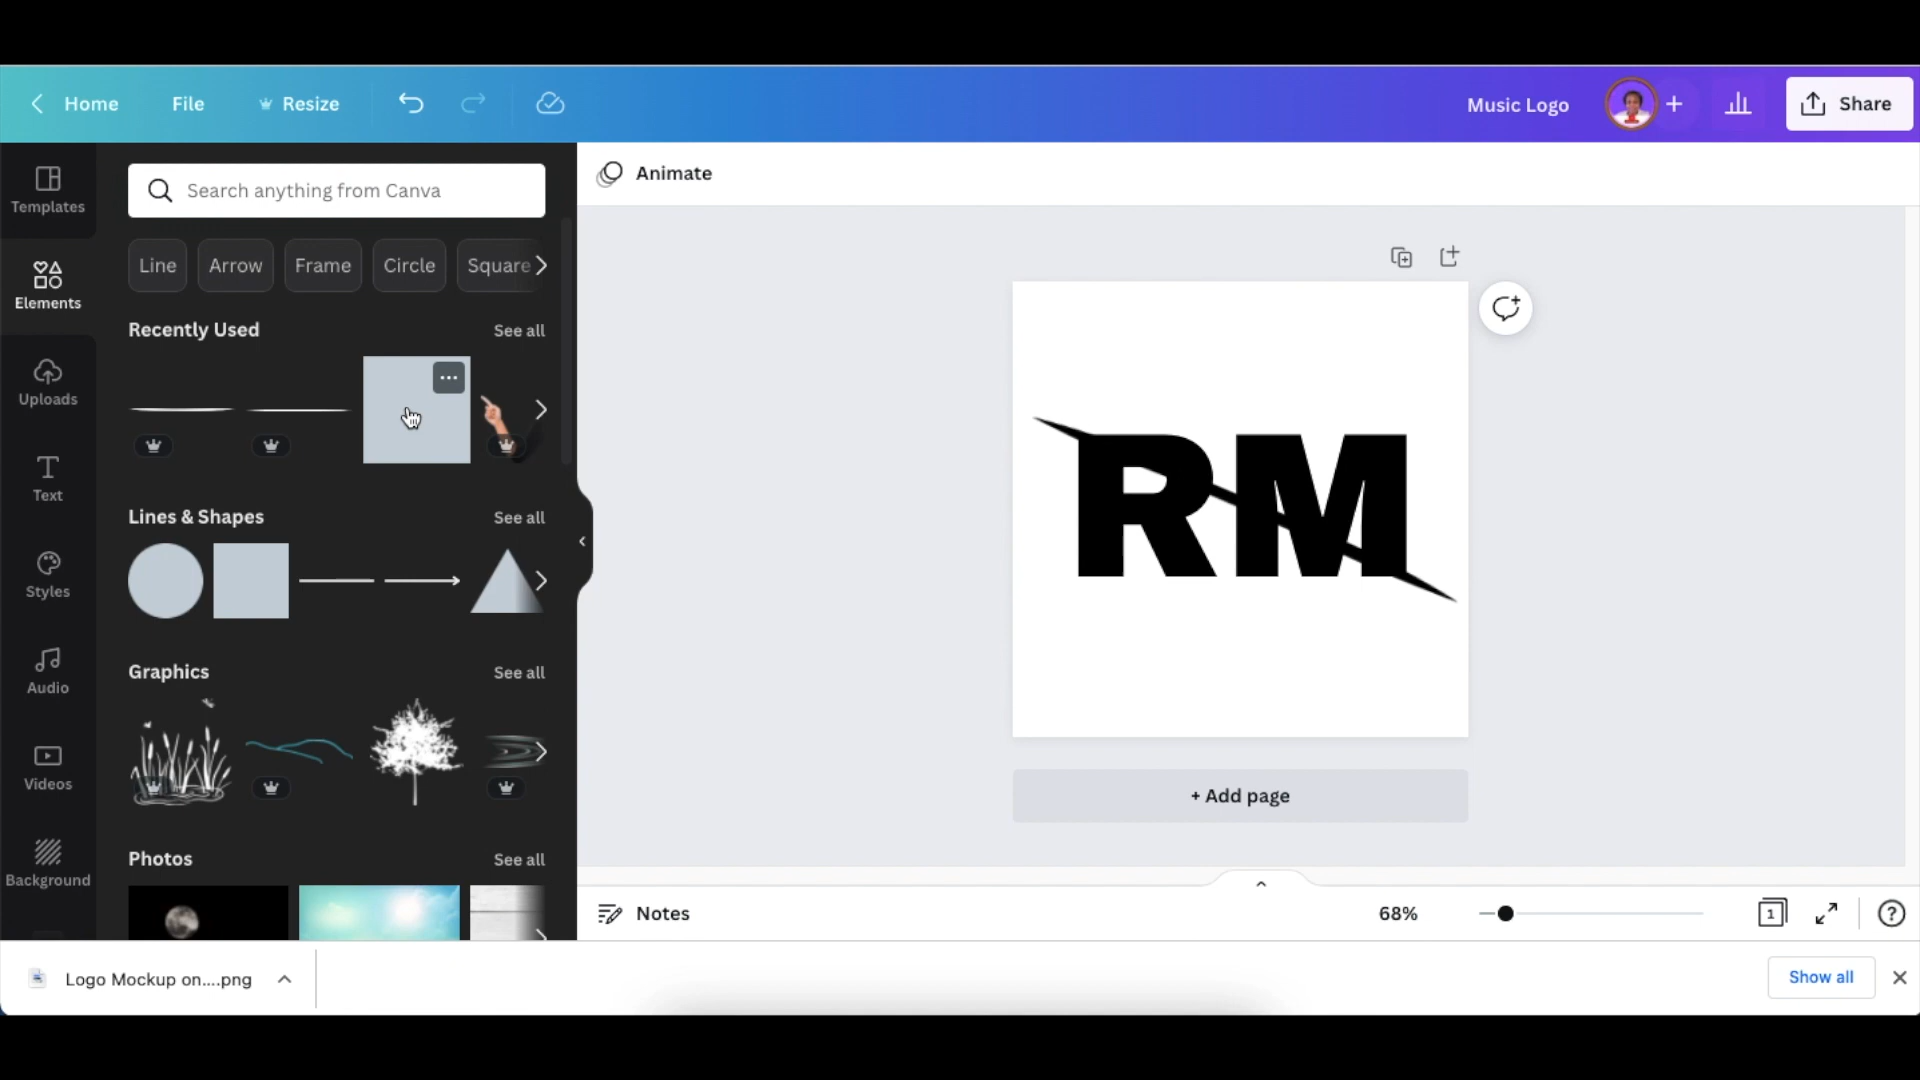 Home File Resize Music Logo Share
Templates
Elements
Uploads
Text
Styles
Audio
Videos
Background
Search anything from Canva
Line Arrow Frame Circle Square
Recently Used See all
Lines & Shapes See all
Graphics See all
Photos See all
Animate
RM
+ Add page
Notes 68% 1 ?
Logo Mockup on....png Show all